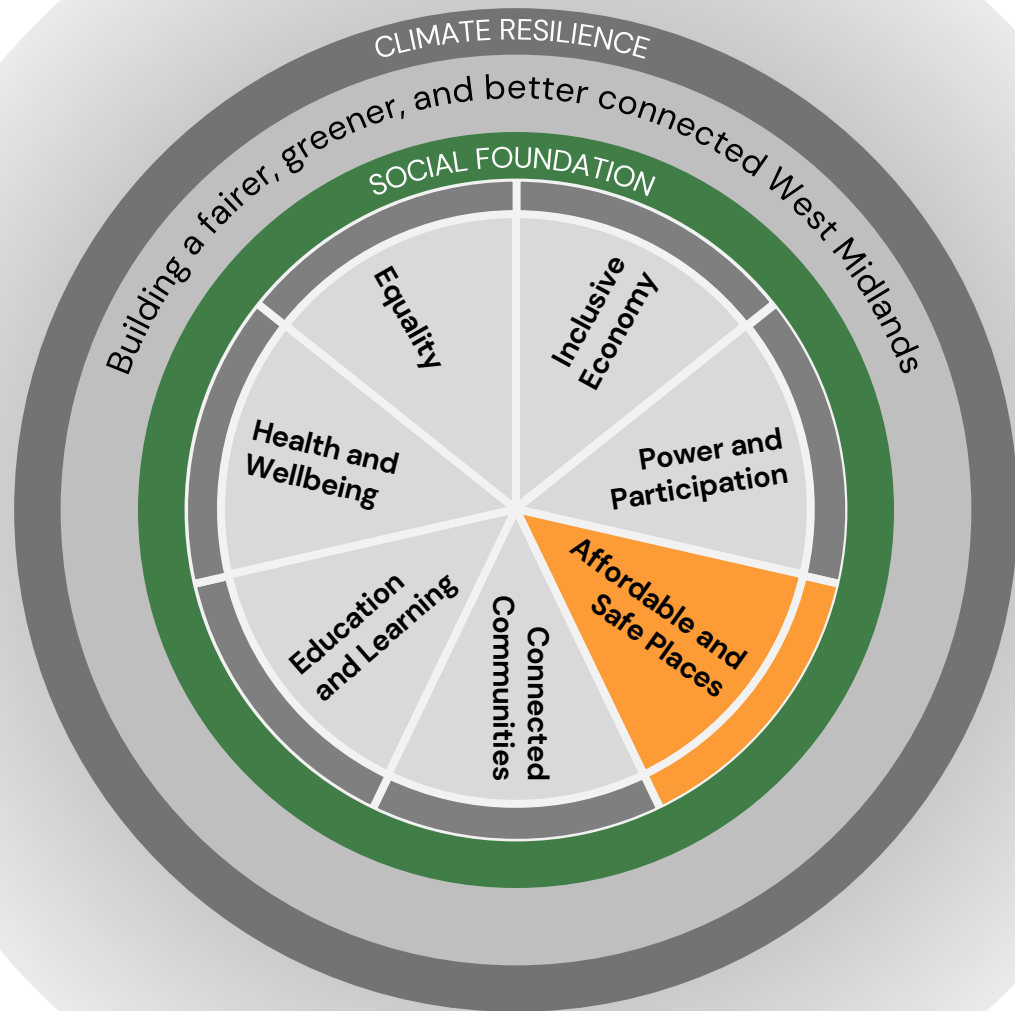 CLIMATE RESILIENCE
Building a fairer, greener, and better connected West Midlands
SOCIAL FOUNDATION
Equality
Inclusive
Economy
Health and
Wellbeing
Power and
Participation
Affordable and
Safe Places
Education
and Learning
Connected
Communities